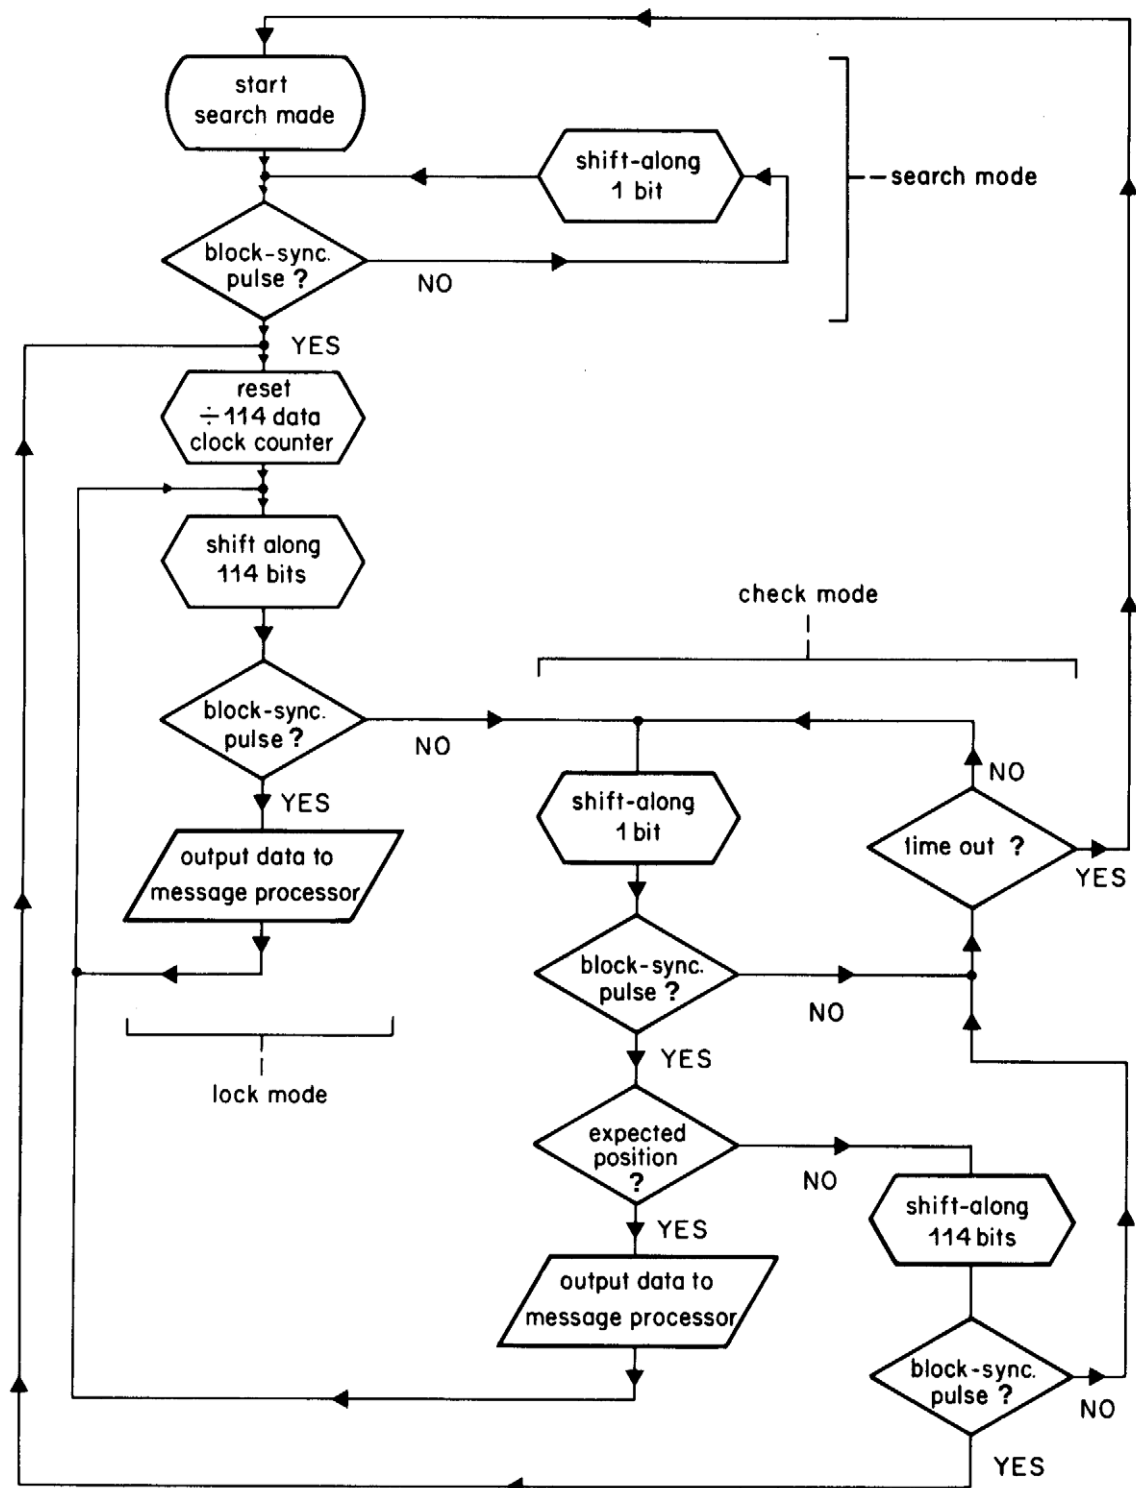 start
search made
shift-along
1 bit
search mode
block-sync.
pulse ?
NO
YES
reset
÷114 data
clock counter
shift along
114 bits
check mode
block-sync.
pulse ?
NO
NO
YES
shift-along
1 bit
time out ?
YES
output data to
message processor
block-sync.
pulse ?
NO
YES
lock mode
expected
position
?
NO
YES
shift-along
114 bits
output data to
message processor
block-sync.
pulse ?
NO
YES